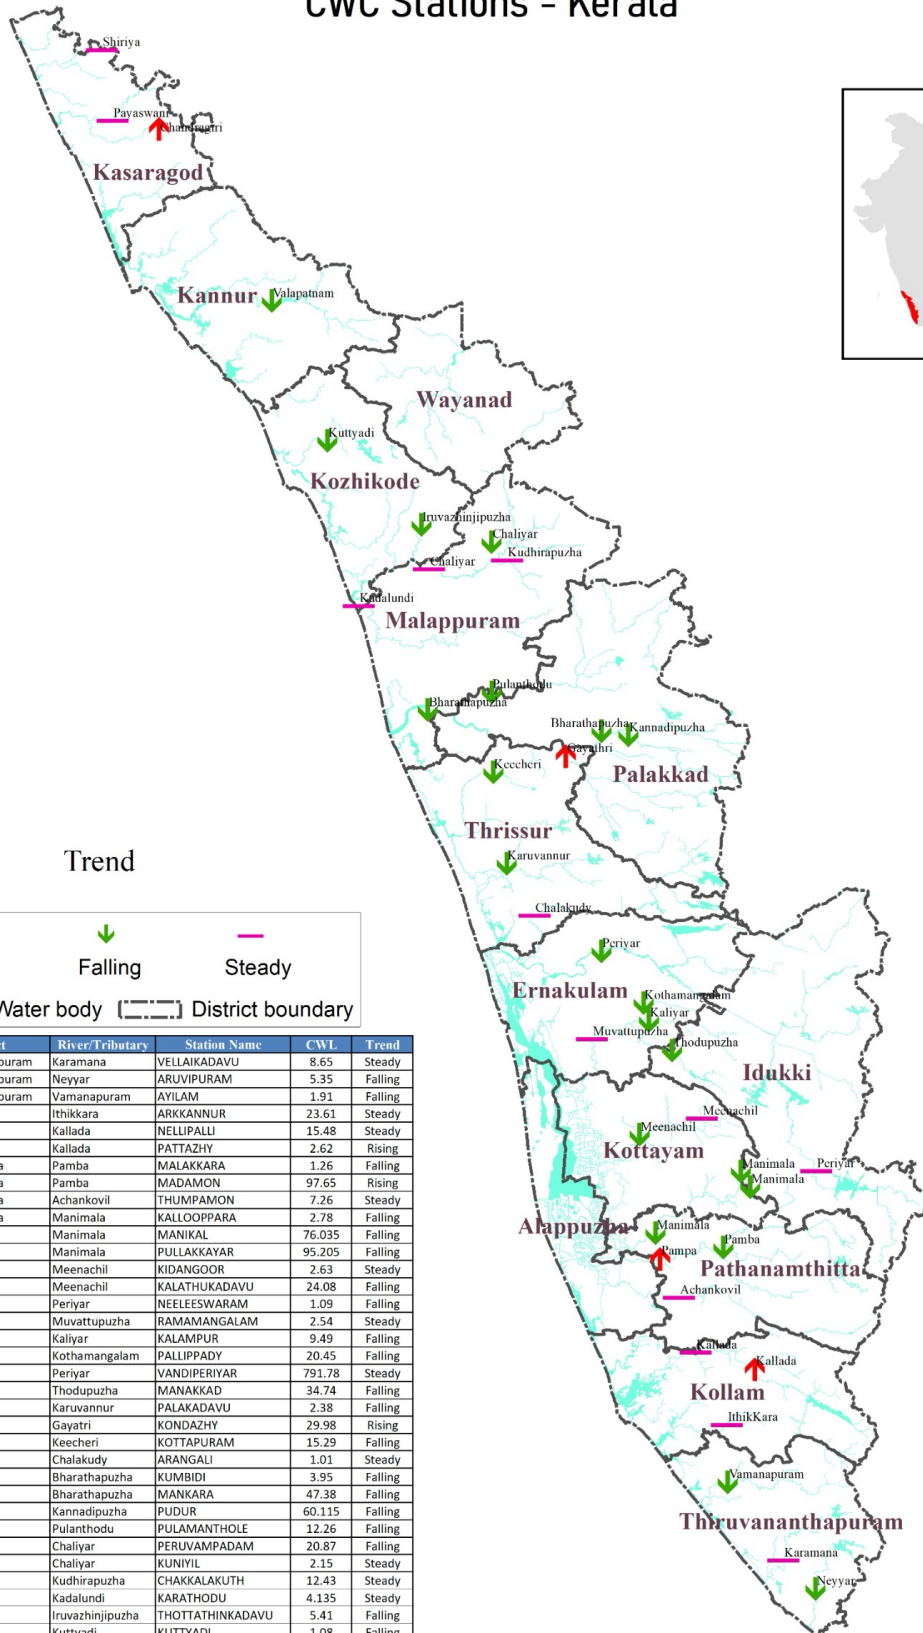 CWC Stations - Kerala
Shiriya
Payaswani
Chandragiri
Kasaragod
Kannur
Valapatnam
Wayanad
Kuttyadi
Kozhikode
Iruvazhinjipuzha
Chaliyar
Kudhirapuzha
Chaliyar
Kadalundi
Malappuram
Pulanthodu
Bharathapuzha
Bharathapuzha
Kannadipuzha
Gayathri
Keecheri
Palakkad
Thrissur
Karuvannur
Chalakudy
Periyar
Ernakulam
Kothamangalam
Kaliyar
Muvattupuzha
Thodupuzha
Idukki
Meenachil
Meenachil
Kottayam
Manimala
Periyar
Manimala
Alappuzha
Manimala
Pamba
Pampa
Pathanamthitta
Achankovil
Kallada
Kallada
Kollam
IthikKara
Vamanapuram
Thiruvananthapuram
Karamana
Neyyar
Trend
Falling Steady
Water body District boundary
ct River/Tributary Station Name CWL Trend
puram Karamana VELLAIKADAVU 8.65 Steady
puram Neyyar ARUVIPURAM 5.35 Falling
puram Vamanapuram AYILAM 1.91 Falling
Ithikkara ARKKANNUR 23.61 Steady
Kallada NELLIPALLI 15.48 Steady
Kallada PATTAZHY 2.62 Rising
a Pamba MALAKKARA 1.26 Falling
a Pamba MADAMON 97.65 Rising
a Achankovil THUMPAMON 7.26 Steady
a Manimala KALLOOPPARA 2.78 Falling
Manimala MANIKAL 76.035 Falling
Manimala PULLAKKAYAR 95.205 Falling
Meenachil KIDANGOOR 2.63 Steady
Meenachil KALATHUKADAVU 24.08 Falling
Periyar NEELEESWARAM 1.09 Falling
Muvattupuzha RAMAMANGALAM 2.54 Steady
Kaliyar KALAMPUR 9.49 Falling
Kothamangalam PALLIPPADY 20.45 Falling
Periyar VANDIPERIYAR 791.78 Steady
Thodupuzha MANAKKAD 34.74 Falling
Karuvannur PALAKADAVU 2.38 Falling
Gayatri KONDAZHY 29.98 Rising
Keecheri KOTTAPURAM 15.29 Falling
Chalakudy ARANGALI 1.01 Steady
Bharathapuzha KUMBIDI 3.95 Falling
Bharathapuzha MANKARA 47.38 Falling
Kannadipuzha PUDUR 60.115 Falling
Pulanthodu PULAMANTHOLE 12.26 Falling
Chaliyar PERUVAMPADAM 20.87 Falling
Chaliyar KUNIYIL 2.15 Steady
Kudhirapuzha CHAKKALAKUTH 12.43 Steady
Kadalundi KARATHODU 4.135 Steady
Iruvazhinjipuzha THOTTATHINKADAVU 5.41 Falling
Kuttyadi KUTTYADI 1.08 Falling